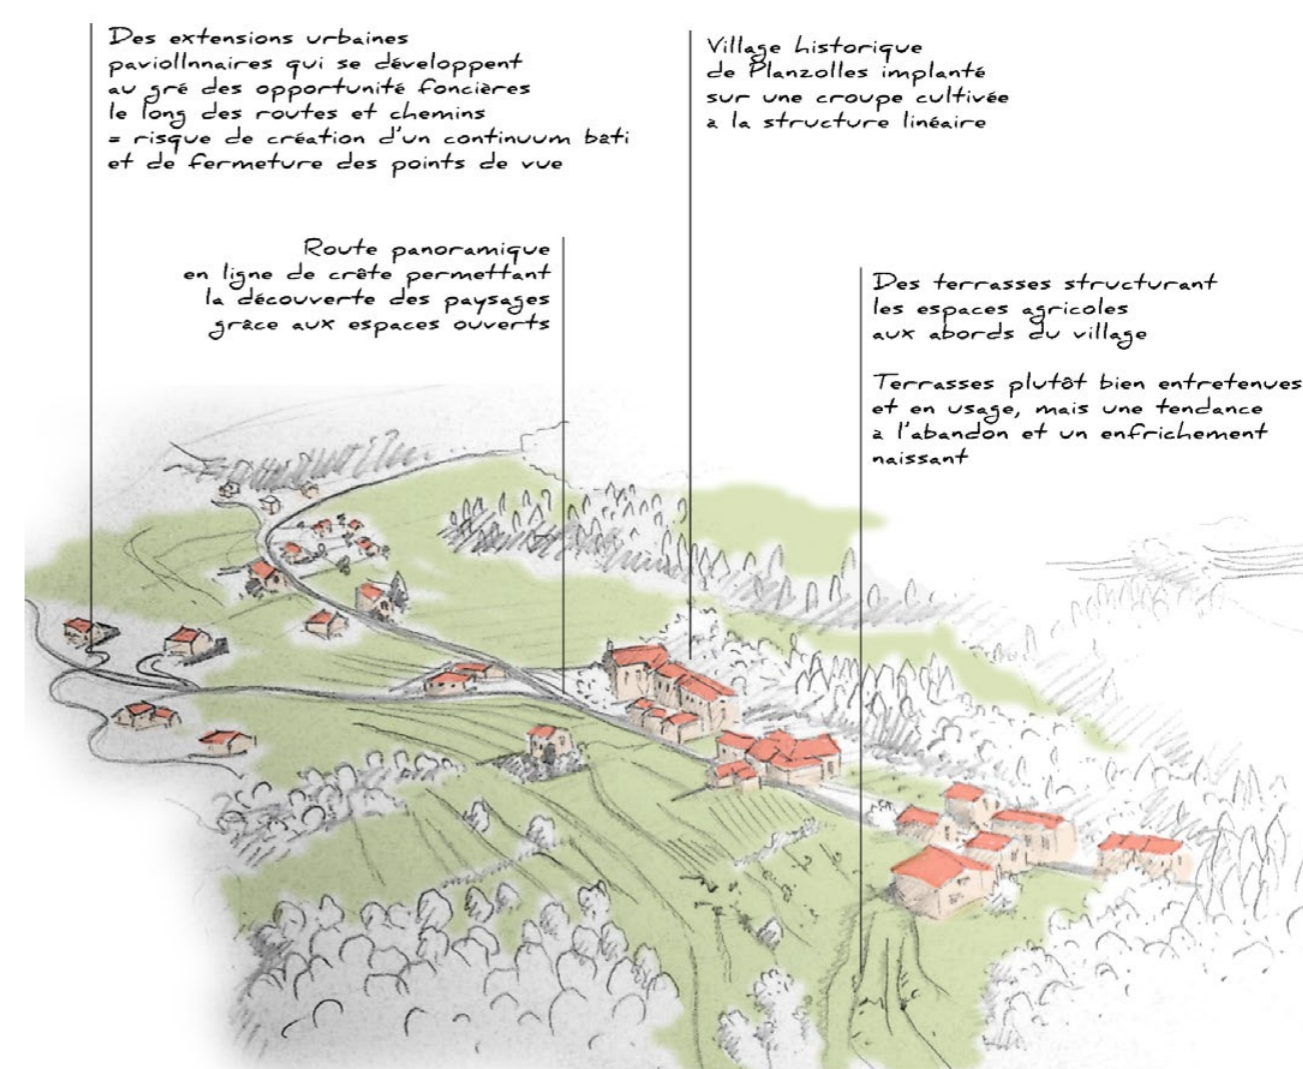 Des extensions urbaines
paviollnnaires qui se développent
au gré des opportunité foncières
le long des routes et chemins
= risque de création d'un continuum bâti
et de fermeture des points de vue
Village historique
de Planzolles implanté
sur une croupe cultivée
à la structure linéaire
Route panoramique
en ligne de crête permettant
la découverte des paysages
grâce aux espaces ouverts
Des terrasses structurant
les espaces agricoles
aux abords du village
Terrasses plutôt bien entretenues
et en usage, mais une tendance
à l'abandon et un enfrichement
naissant